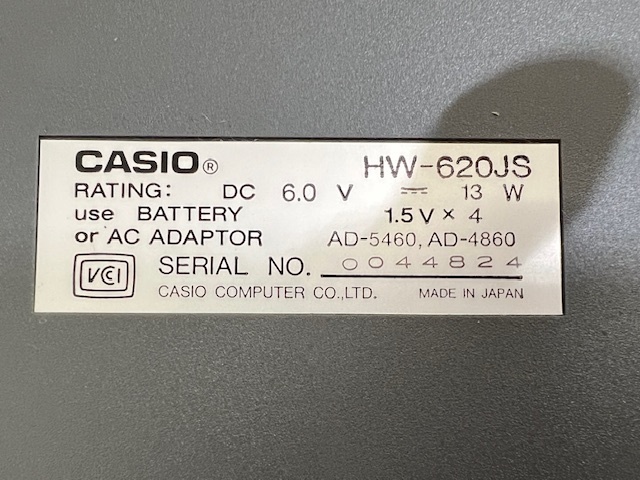 CASIO® HW-620JS
RATING: DC 6.0 V ⎓ 13 W
use BATTERY 1.5V × 4
or AC ADAPTOR AD-5460, AD-4860
VCI SERIAL NO. 0044824
CASIO COMPUTER CO.,LTD. MADE IN JAPAN